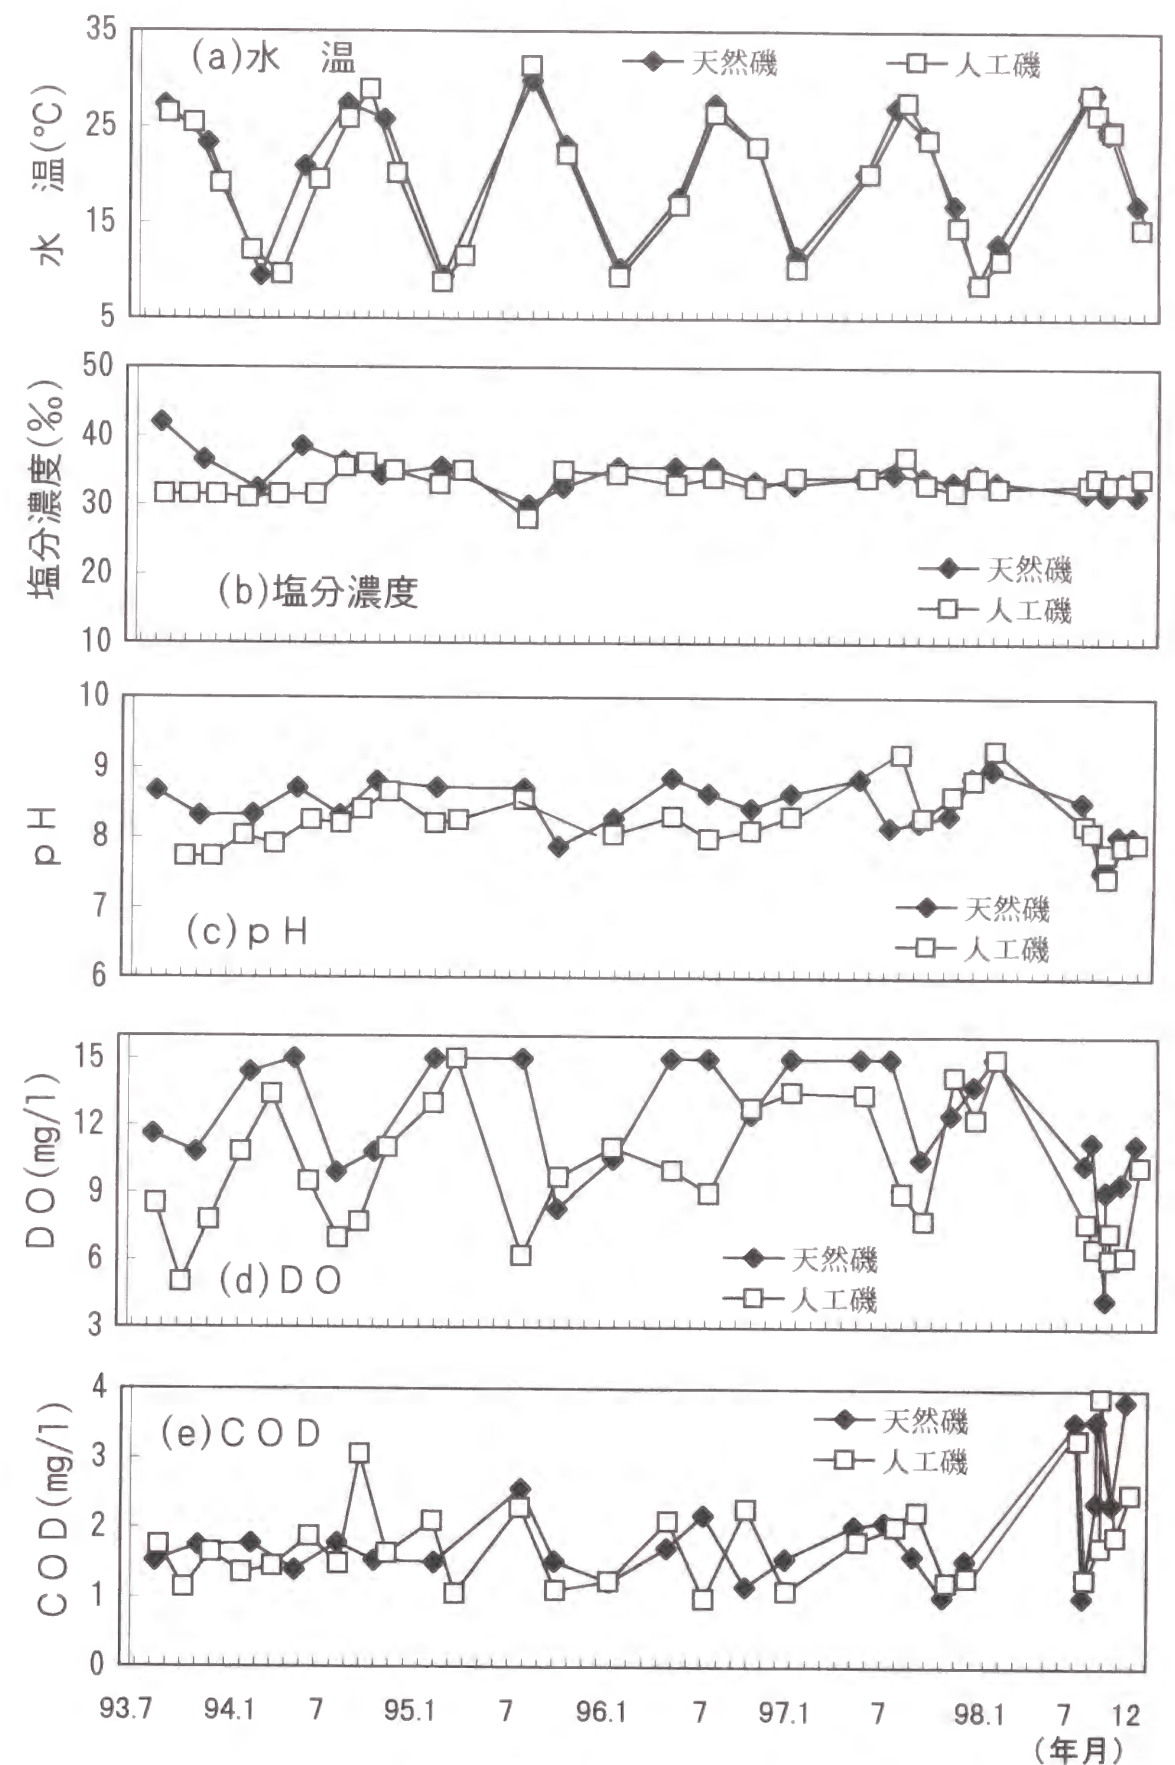 35
(a)水 温
天然磯
人工磯
25
15
5
水 温(℃)
50
40
30
20
10
塩分濃度(‰)
(b)塩分濃度
天然磯
人工磯
10
9
8
7
6
pH
(c)pH
天然磯
人工磯
15
12
9
6
3
DO(mg/l)
(d)DO
天然磯
人工磯
4
3
2
1
0
COD(mg/l)
(e)COD
天然磯
人工磯
93.7 94.1 7 95.1 7 96.1 7 97.1 7 98.1 7 12
(年月)